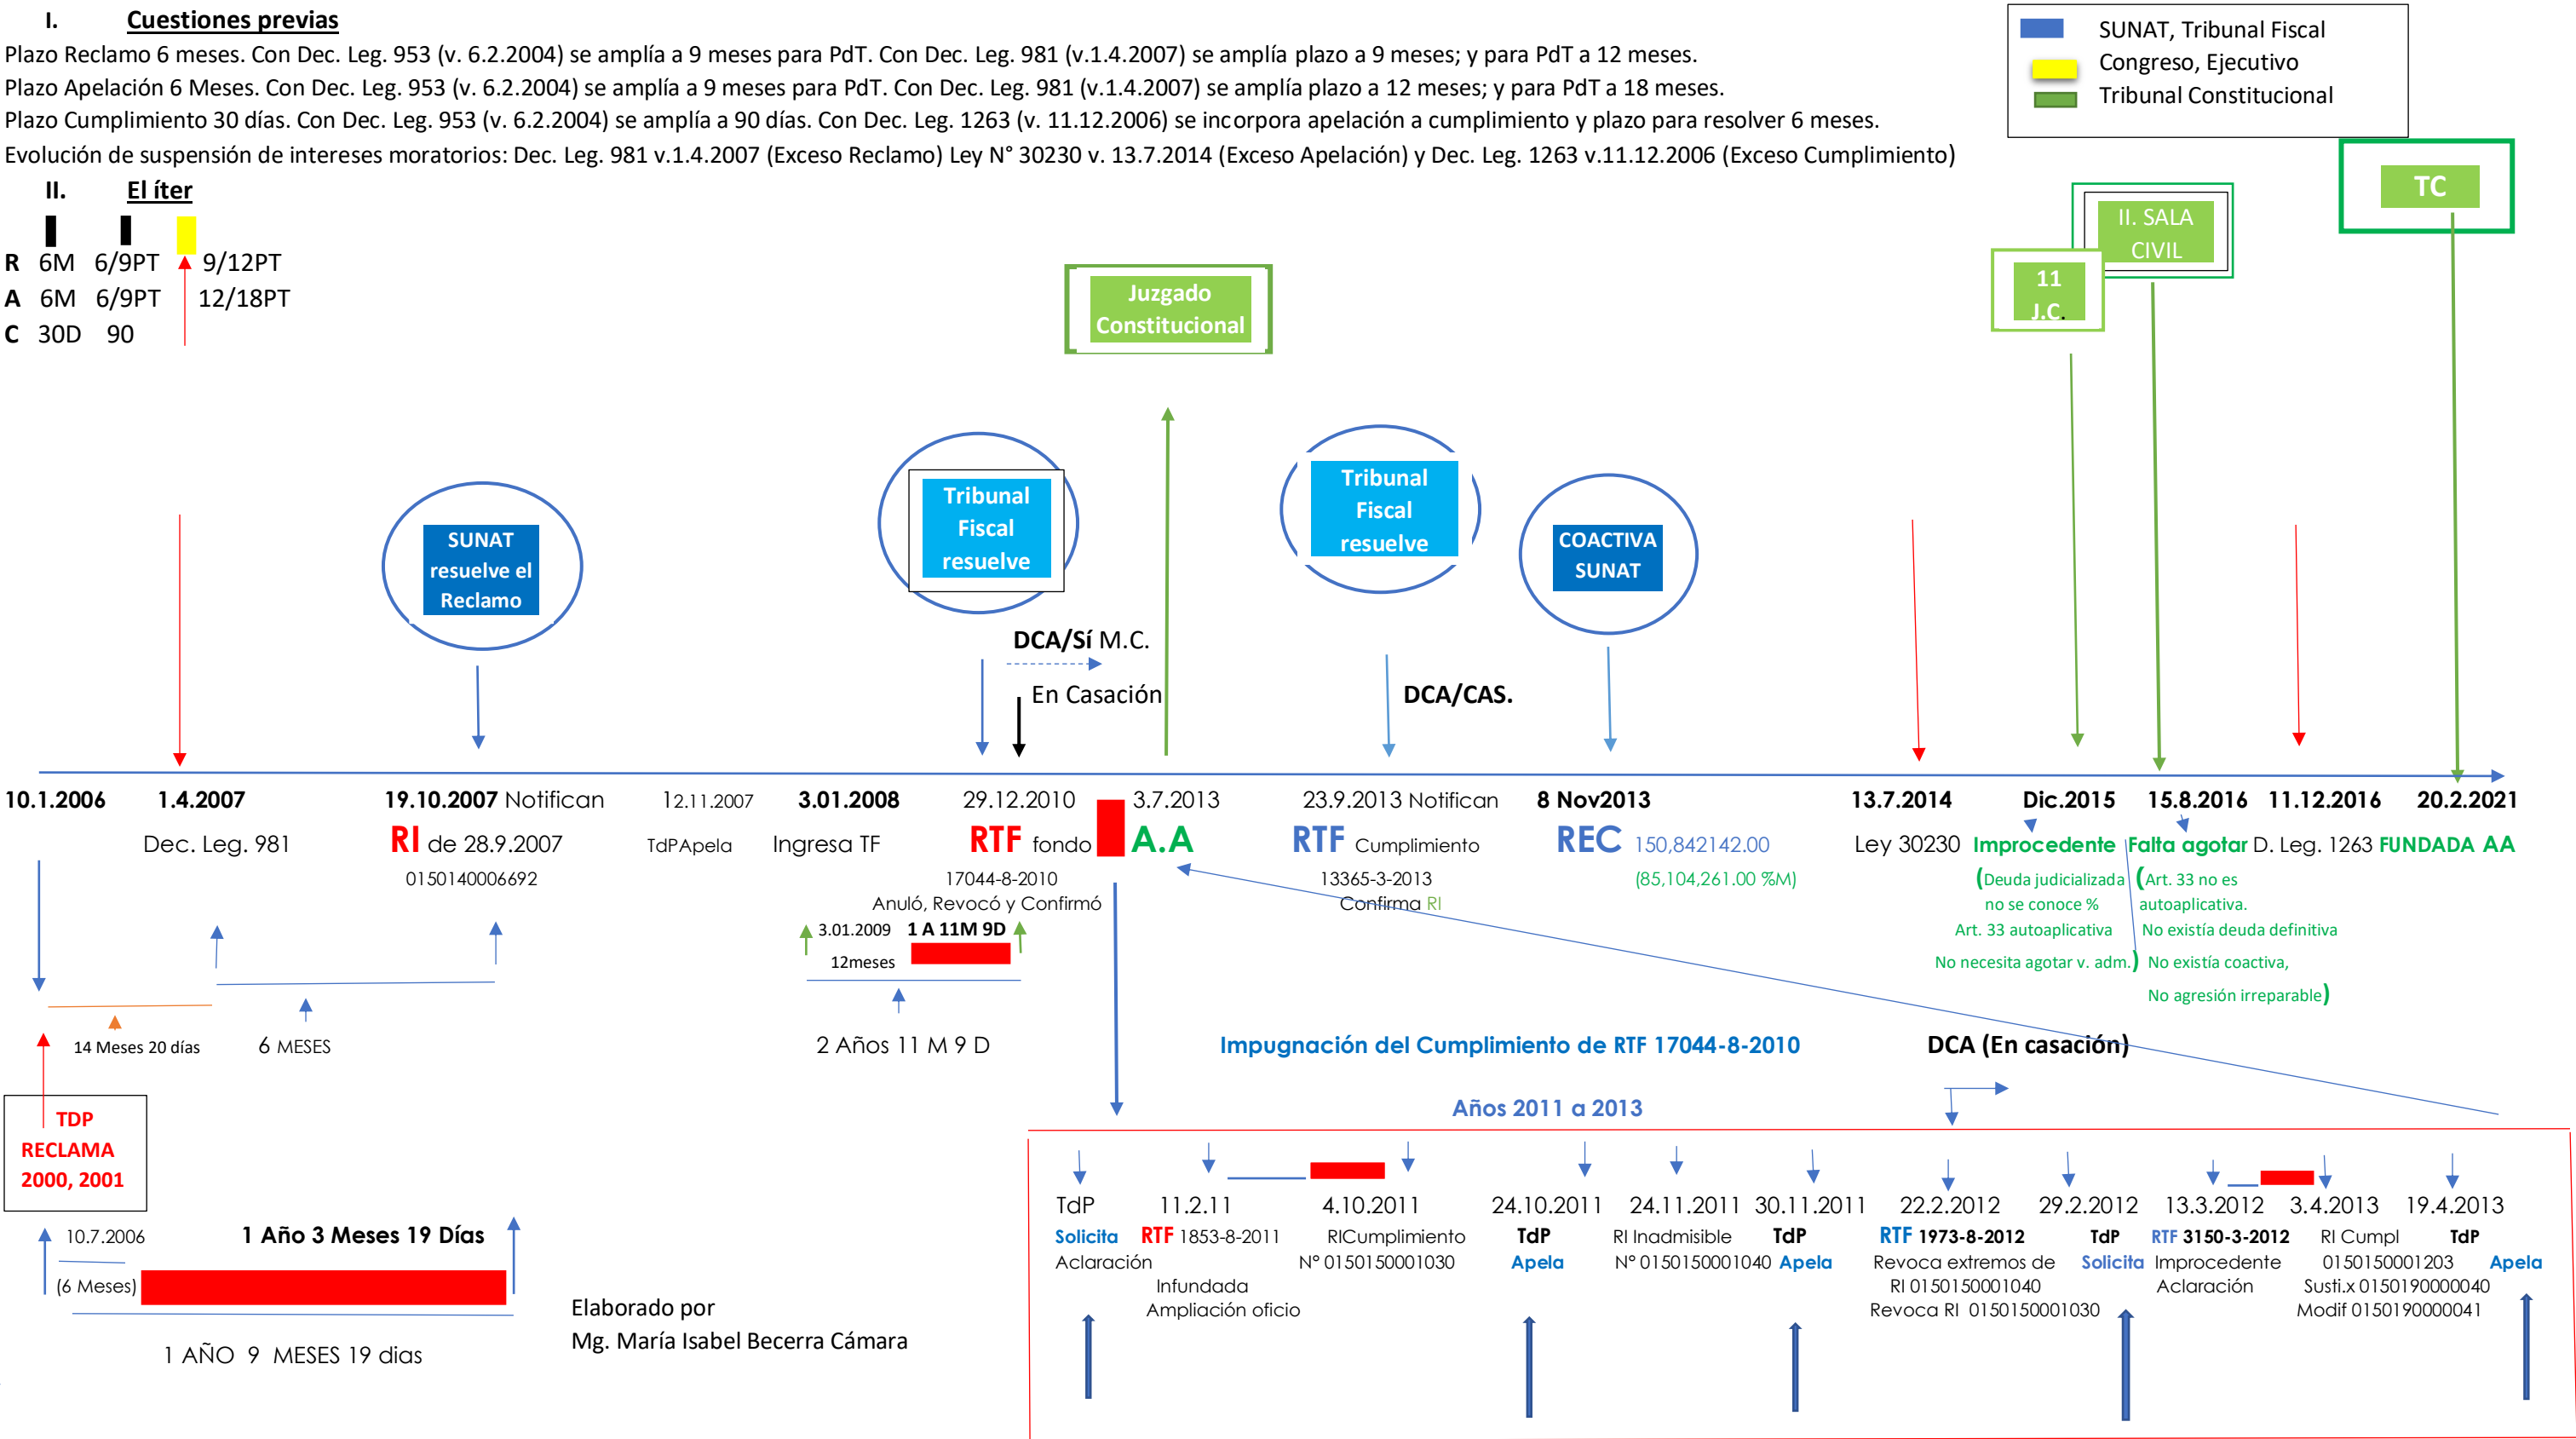 I. Cuestiones previas
Plazo Reclamo 6 meses. Con Dec. Leg. 953 (v. 6.2.2004) se amplía a 9 meses para PdT. Con Dec. Leg. 981 (v.1.4.2007) se amplía plazo a 9 meses; y para PdT a 12 meses.
Plazo Apelación 6 Meses. Con Dec. Leg. 953 (v. 6.2.2004) se amplía a 9 meses para PdT. Con Dec. Leg. 981 (v.1.4.2007) se amplía plazo a 12 meses; y para PdT a 18 meses.
Plazo Cumplimiento 30 días. Con Dec. Leg. 953 (v. 6.2.2004) se amplía a 90 días. Con Dec. Leg. 1263 (v. 11.12.2006) se incorpora apelación a cumplimiento y plazo para resolver 6 meses.
Evolución de suspensión de intereses moratorios: Dec. Leg. 981 v.1.4.2007 (Exceso Reclamo) Ley N° 30230 v. 13.7.2014 (Exceso Apelación) y Dec. Leg. 1263 v.11.12.2006 (Exceso Cumplimiento)
SUNAT, Tribunal Fiscal
Congreso, Ejecutivo
Tribunal Constitucional
II. El íter
R 6M 6/9PT 9/12PT
A 6M 6/9PT 12/18PT
C 30D 90
Juzgado
Constitucional
11
J.C.
II. SALA
CIVIL
TC
SUNAT
resuelve el
Reclamo
Tribunal
Fiscal
resuelve
Tribunal
Fiscal
resuelve
COACTIVA
SUNAT
DCA/Sí M.C.
En Casación
DCA/CAS.
10.1.2006 1.4.2007 19.10.2007 Notifican 12.11.2007 3.01.2008 29.12.2010 3.7.2013 23.9.2013 Notifican 8 Nov2013 13.7.2014 Dic.2015 15.8.2016 11.12.2016 20.2.2021
Dec. Leg. 981 RI de 28.9.2007 TdPApela Ingresa TF RTF fondo A.A RTF Cumplimiento REC 150,842142.00 Ley 30230 Improcedente Falta agotar D. Leg. 1263 FUNDADA AA
0150140006692 17044-8-2010 13365-3-2013 (85,104,261.00 %M)
Anuló, Revocó y Confirmó Confirma RI
(Deuda judicializada
no se conoce %
Art. 33 autoaplicativa
No necesita agotar v. adm.)
(Art. 33 no es
autoaplicativa.
No existía deuda definitiva
No existía coactiva,
No agresión irreparable)
3.01.2009 1 A 11M 9D
12meses
14 Meses 20 días 6 MESES 2 Años 11 M 9 D
Impugnación del Cumplimiento de RTF 17044-8-2010 DCA (En casación)
Años 2011 a 2013
TDP
RECLAMA
2000, 2001
10.7.2006 1 Año 3 Meses 19 Días
(6 Meses)
1 AÑO 9 MESES 19 dias
Elaborado por
Mg. María Isabel Becerra Cámara
TdP 11.2.11 4.10.2011 24.10.2011 24.11.2011 30.11.2011 22.2.2012 29.2.2012 13.3.2012 3.4.2013 19.4.2013
Solicita RTF 1853-8-2011 RICumplimiento TdP RI Inadmisible TdP RTF 1973-8-2012 TdP RTF 3150-3-2012 RI Cumpl TdP
Aclaración N° 0150150001030 Apela N° 0150150001040 Apela Revoca extremos de Solicita Improcedente 0150150001203 Apela
Infundada RI 0150150001040 Aclaración Susti.x 0150190000040
Ampliación oficio Revoca RI 0150150001030 Modif 0150190000041